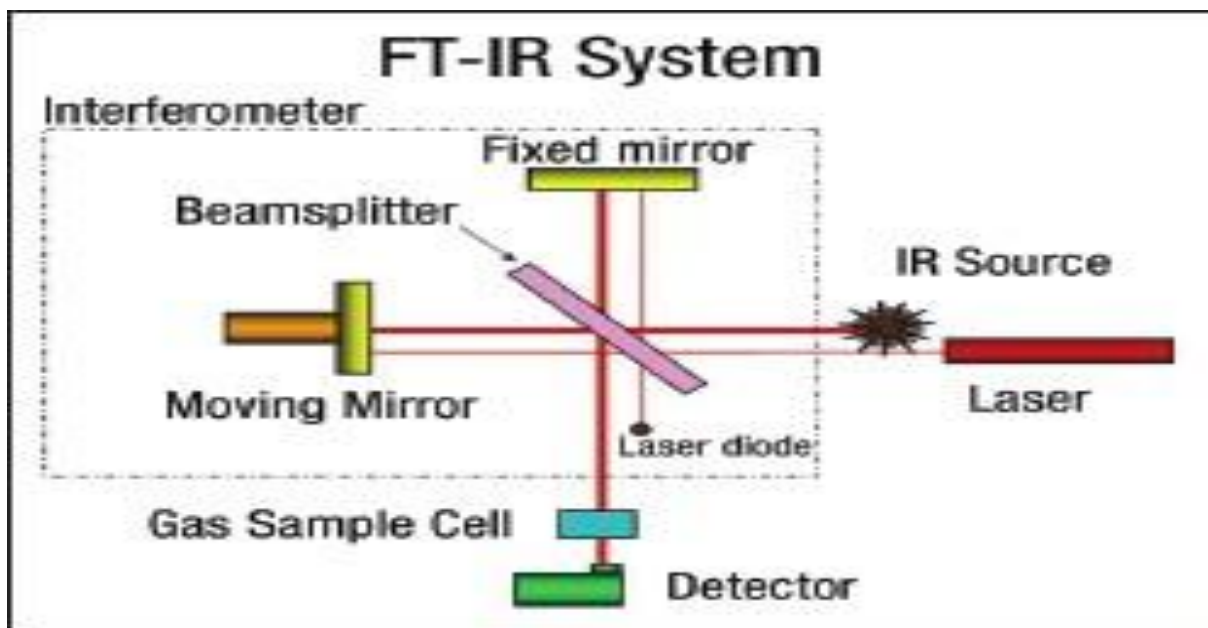 FT-IR System
Interferometer
Fixed mirror
Beamsplitter
IR Source
Moving Mirror
Laser
Laser diode
Gas Sample Cell
Detector